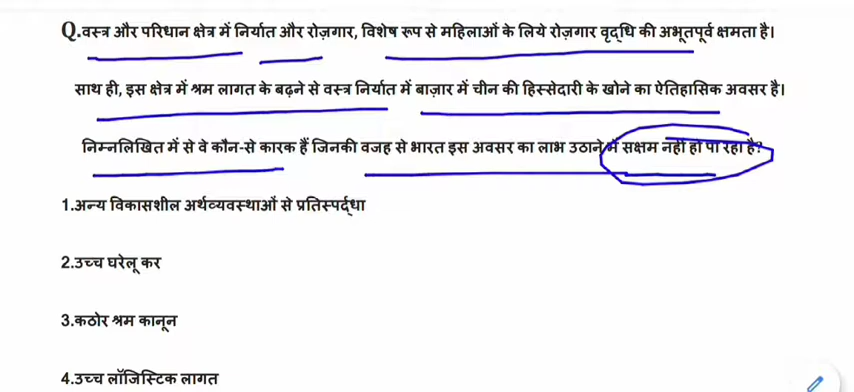 Q.वस्त्र और परिधान क्षेत्र में निर्यात और रोज़गार, विशेष रूप से महिलाओं के लिये रोज़गार वृद्धि की अभूतपूर्व क्षमता है।
साथ ही, इस क्षेत्र में श्रम लागत के बढ़ने से वस्त्र निर्यात में बाज़ार में चीन की हिस्सेदारी के खोने का ऐतिहासिक अवसर है।
निम्नलिखित में से वे कौन-से कारक हैं जिनकी वजह से भारत इस अवसर का लाभ उठाने में सक्षम नहीं हो पा रहा है?
1.अन्य विकासशील अर्थव्यवस्थाओं से प्रतिस्पर्द्धा
2.उच्च घरेलू कर
3.कठोर श्रम कानून
4.उच्च लॉजिस्टिक लागत